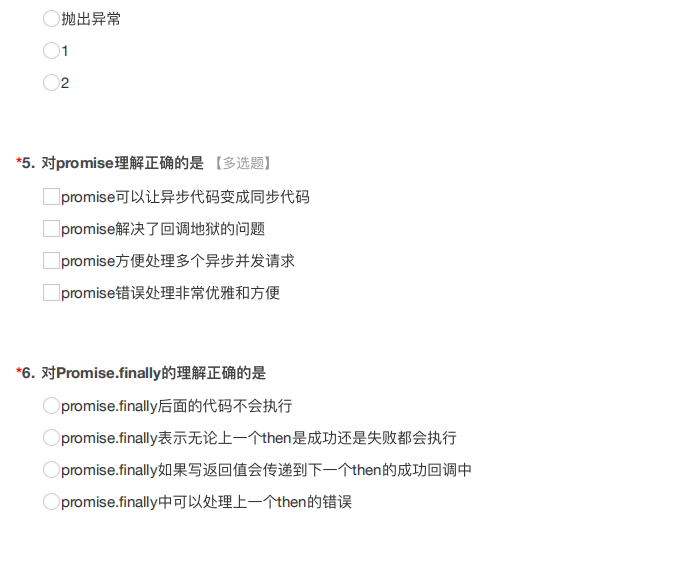 抛出异常
1
2
*5. 对promise理解正确的是 【多选题】
promise可以让异步代码变成同步代码
promise解决了回调地狱的问题
promise方便处理多个异步并发请求
promise错误处理非常优雅和方便
*6. 对Promise.finally的理解正确的是
promise.finally后面的代码不会执行
promise.finally表示无论上一个then是成功还是失败都会执行
promise.finally如果写返回值会传递到下一个then的成功回调中
promise.finally中可以处理上一个then的错误